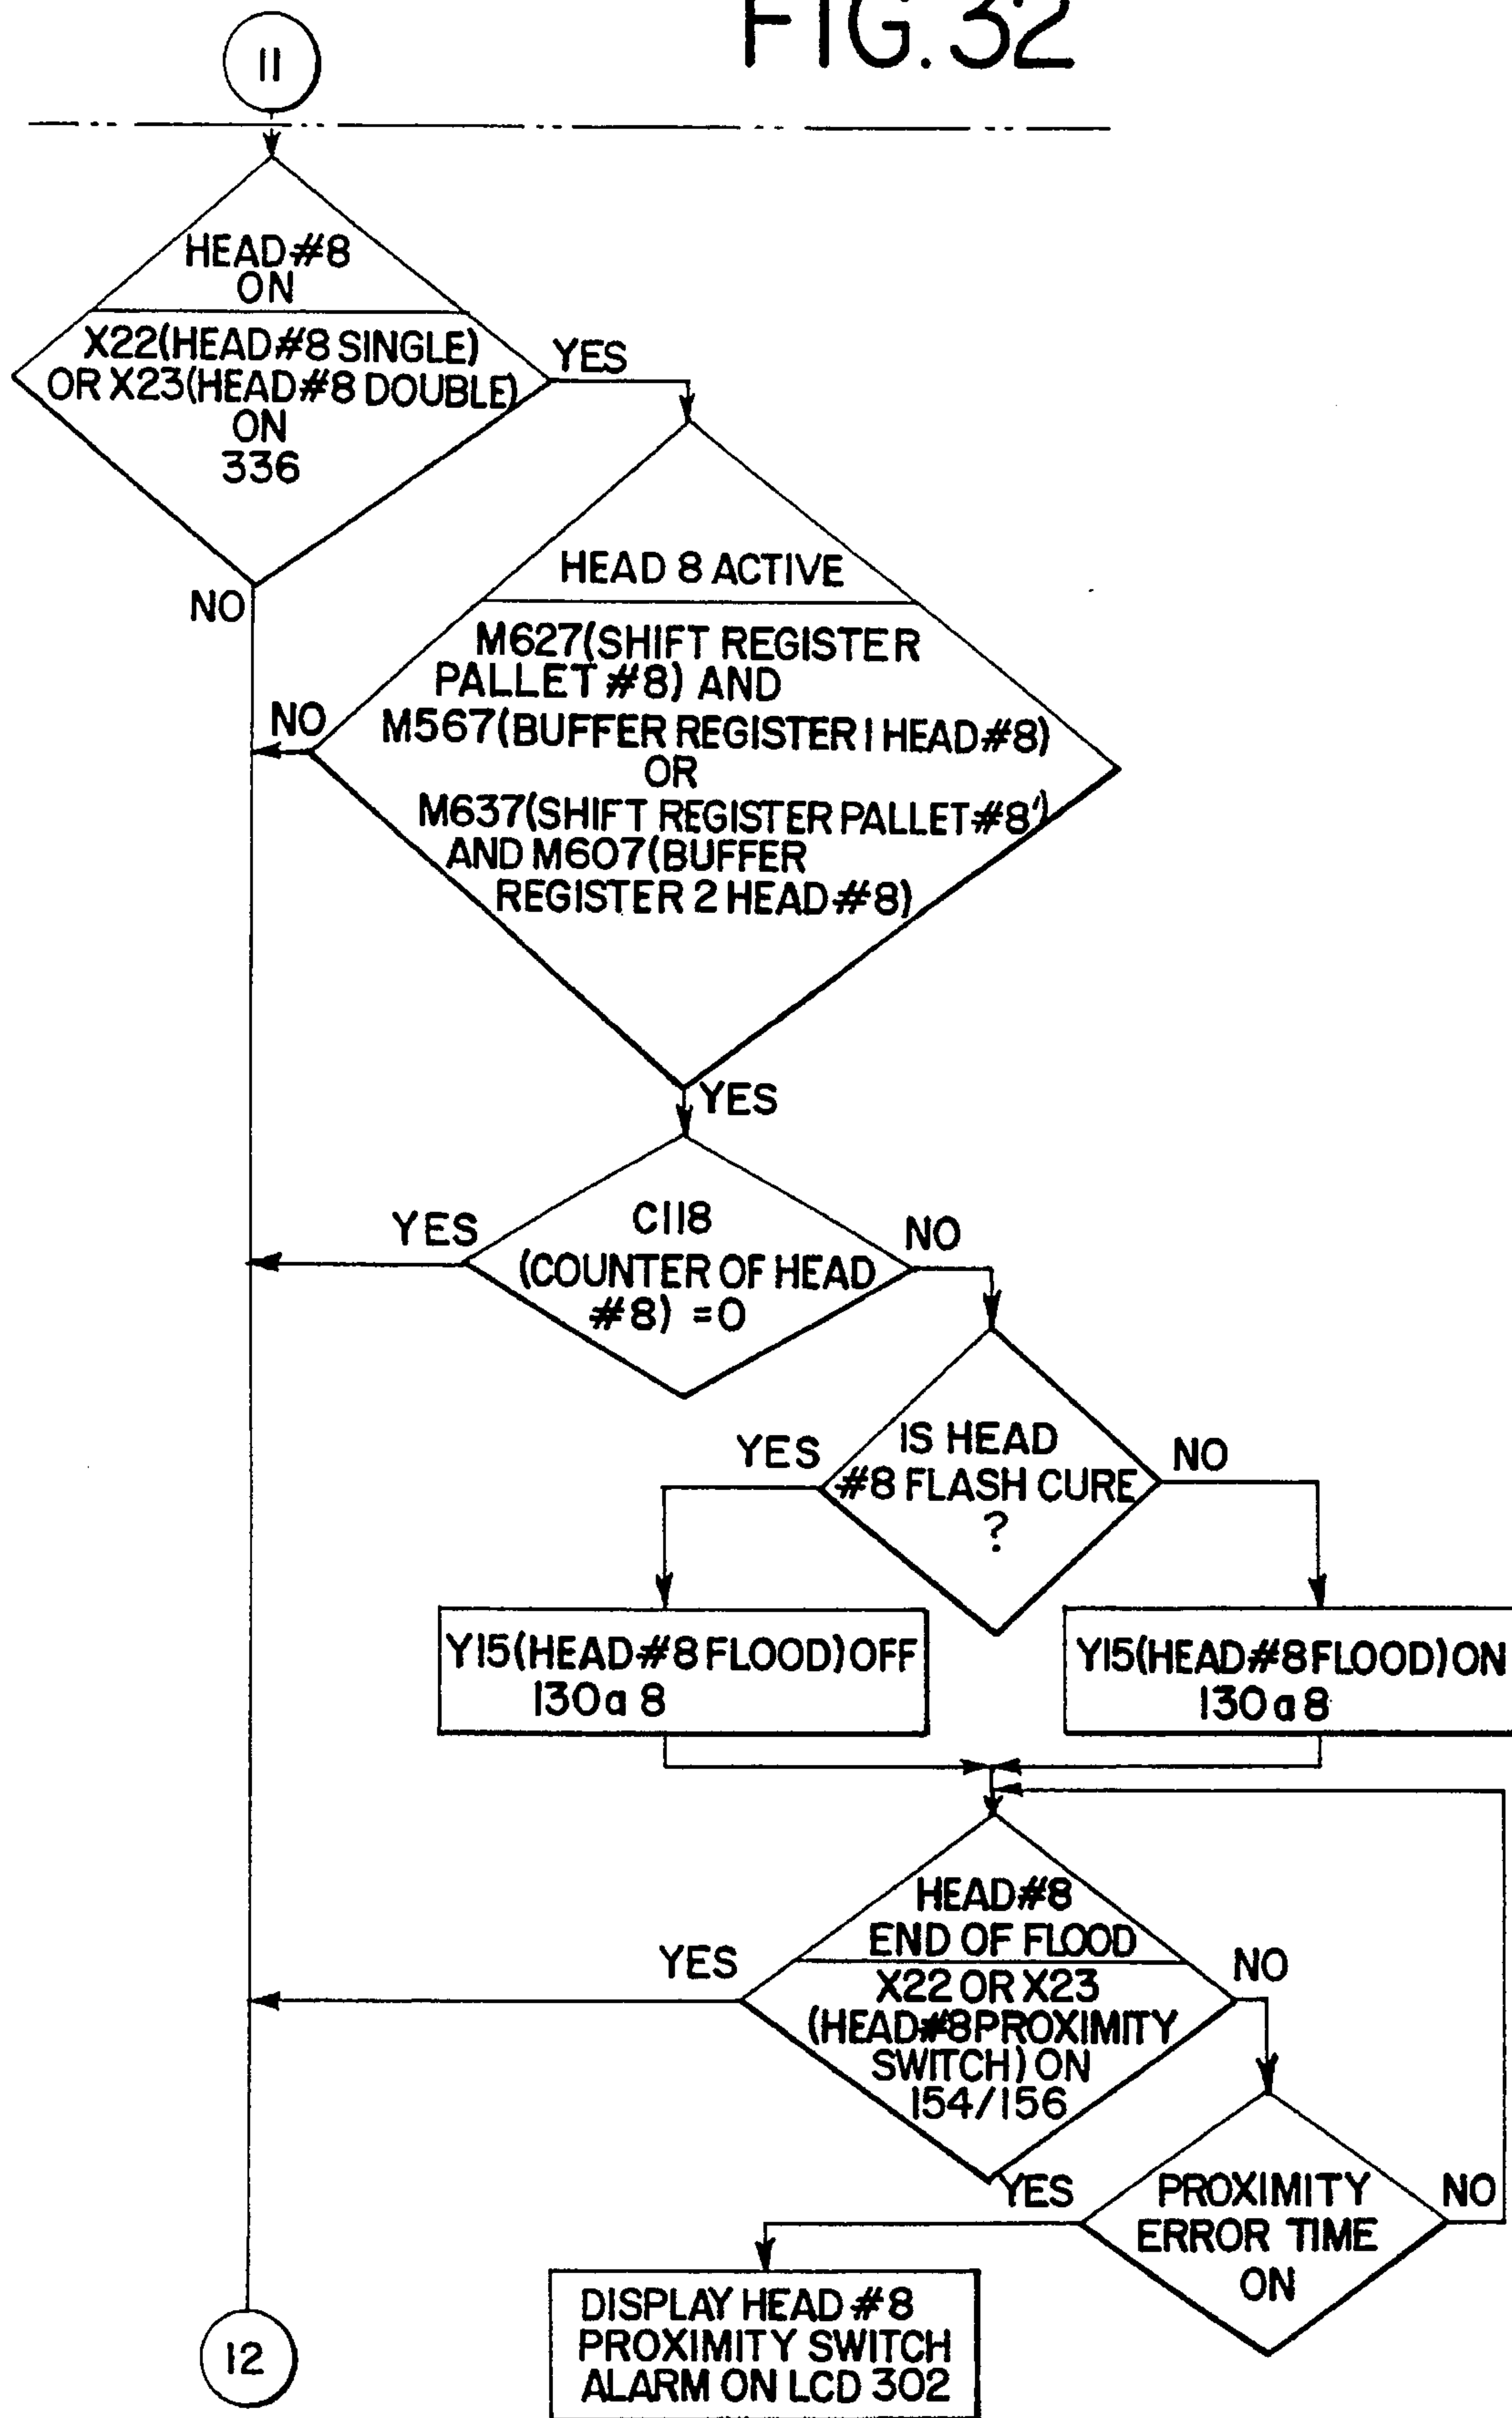 FIG. 32
11
HEAD #8
ON
X22(HEAD #8 SINGLE)
OR X23(HEAD #8 DOUBLE)
ON
336
YES
NO
HEAD 8 ACTIVE
M627(SHIFT REGISTER
PALLET #8) AND
M567(BUFFER REGISTER 1 HEAD #8)
OR
M637(SHIFT REGISTER PALLET #8')
AND M607(BUFFER
REGISTER 2 HEAD #8)
NO
YES
C118
(COUNTER OF HEAD
#8) =0
YES
NO
IS HEAD
#8 FLASH CURE
?
YES
NO
Y15(HEAD #8 FLOOD) OFF
130a 8
Y15(HEAD #8 FLOOD) ON
130a 8
HEAD #8
END OF FLOOD
X22 OR X23
(HEAD #8 PROXIMITY
SWITCH) ON
154/156
YES
NO
PROXIMITY
ERROR TIME
ON
YES
NO
DISPLAY HEAD #8
PROXIMITY SWITCH
ALARM ON LCD 302
12